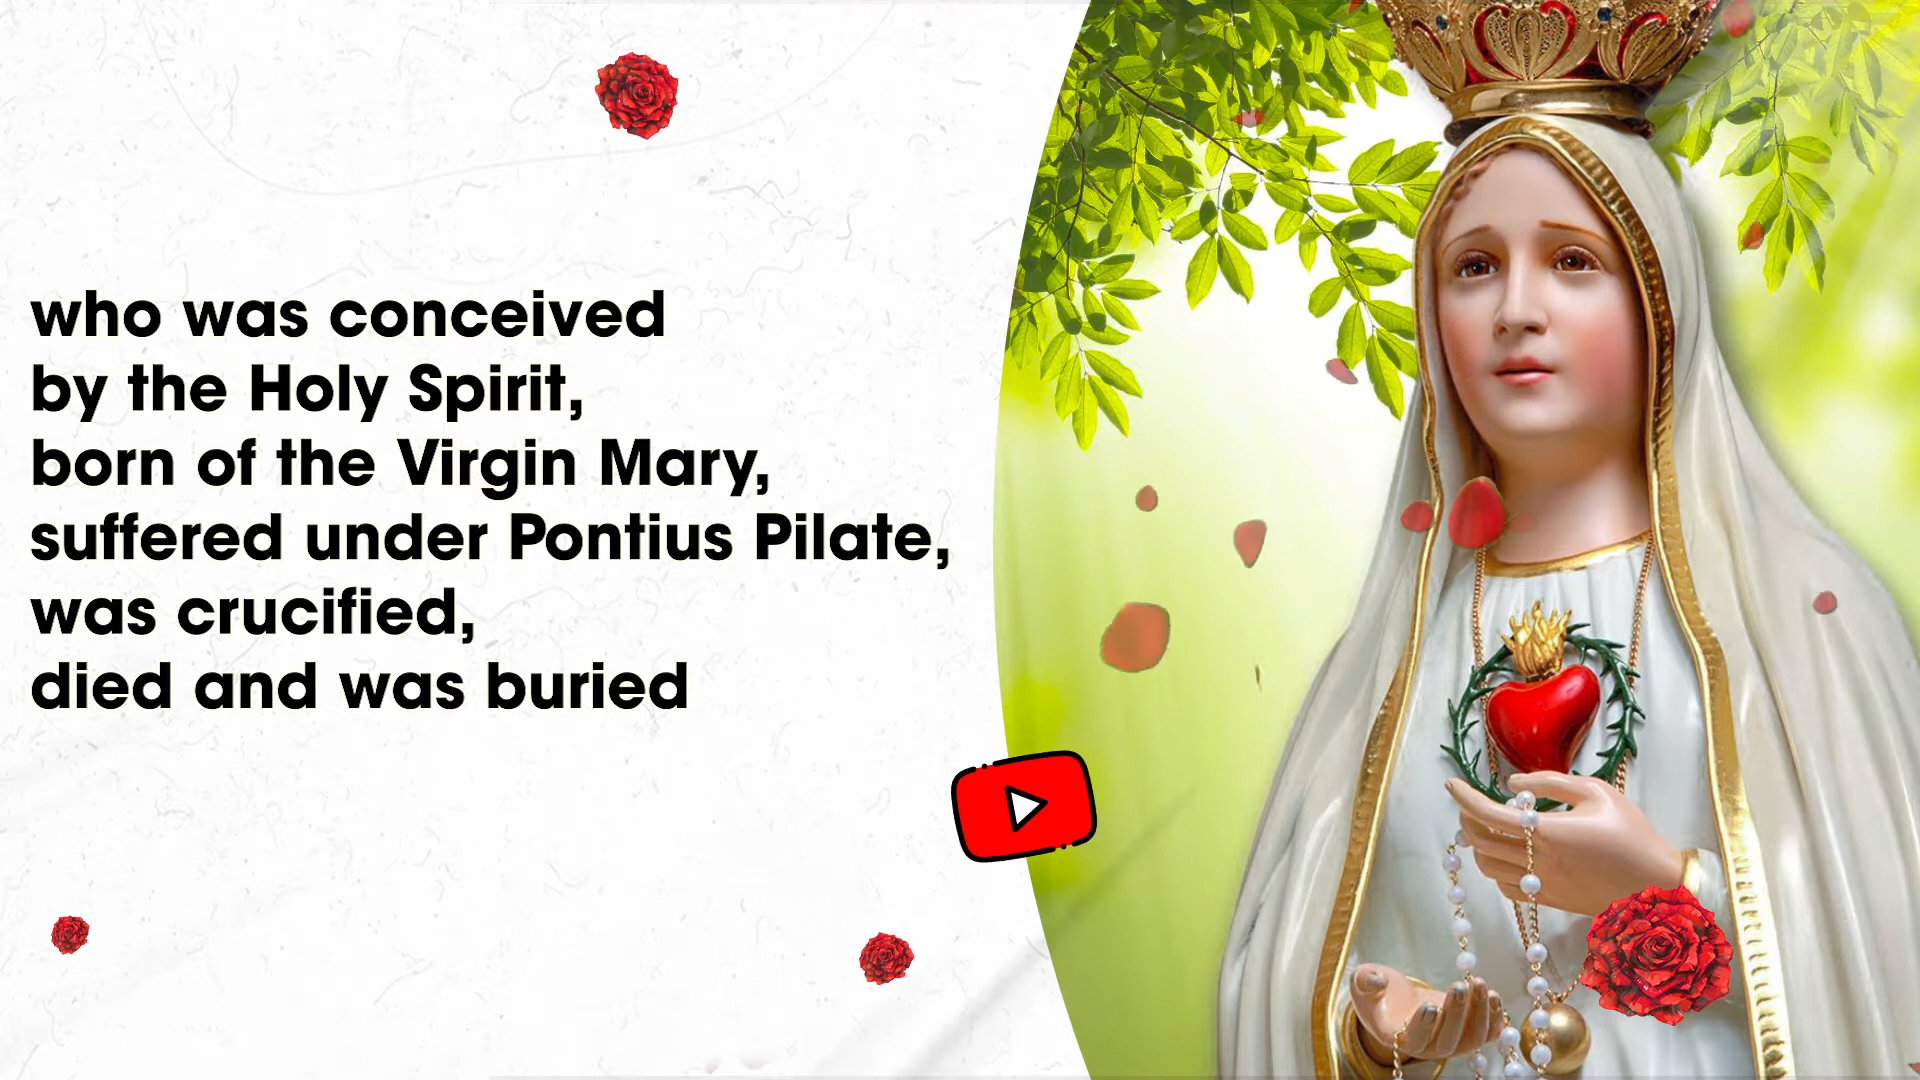 who was conceived
by the Holy Spirit,
born of the Virgin Mary,
suffered under Pontius Pilate,
was crucified,
died and was buried